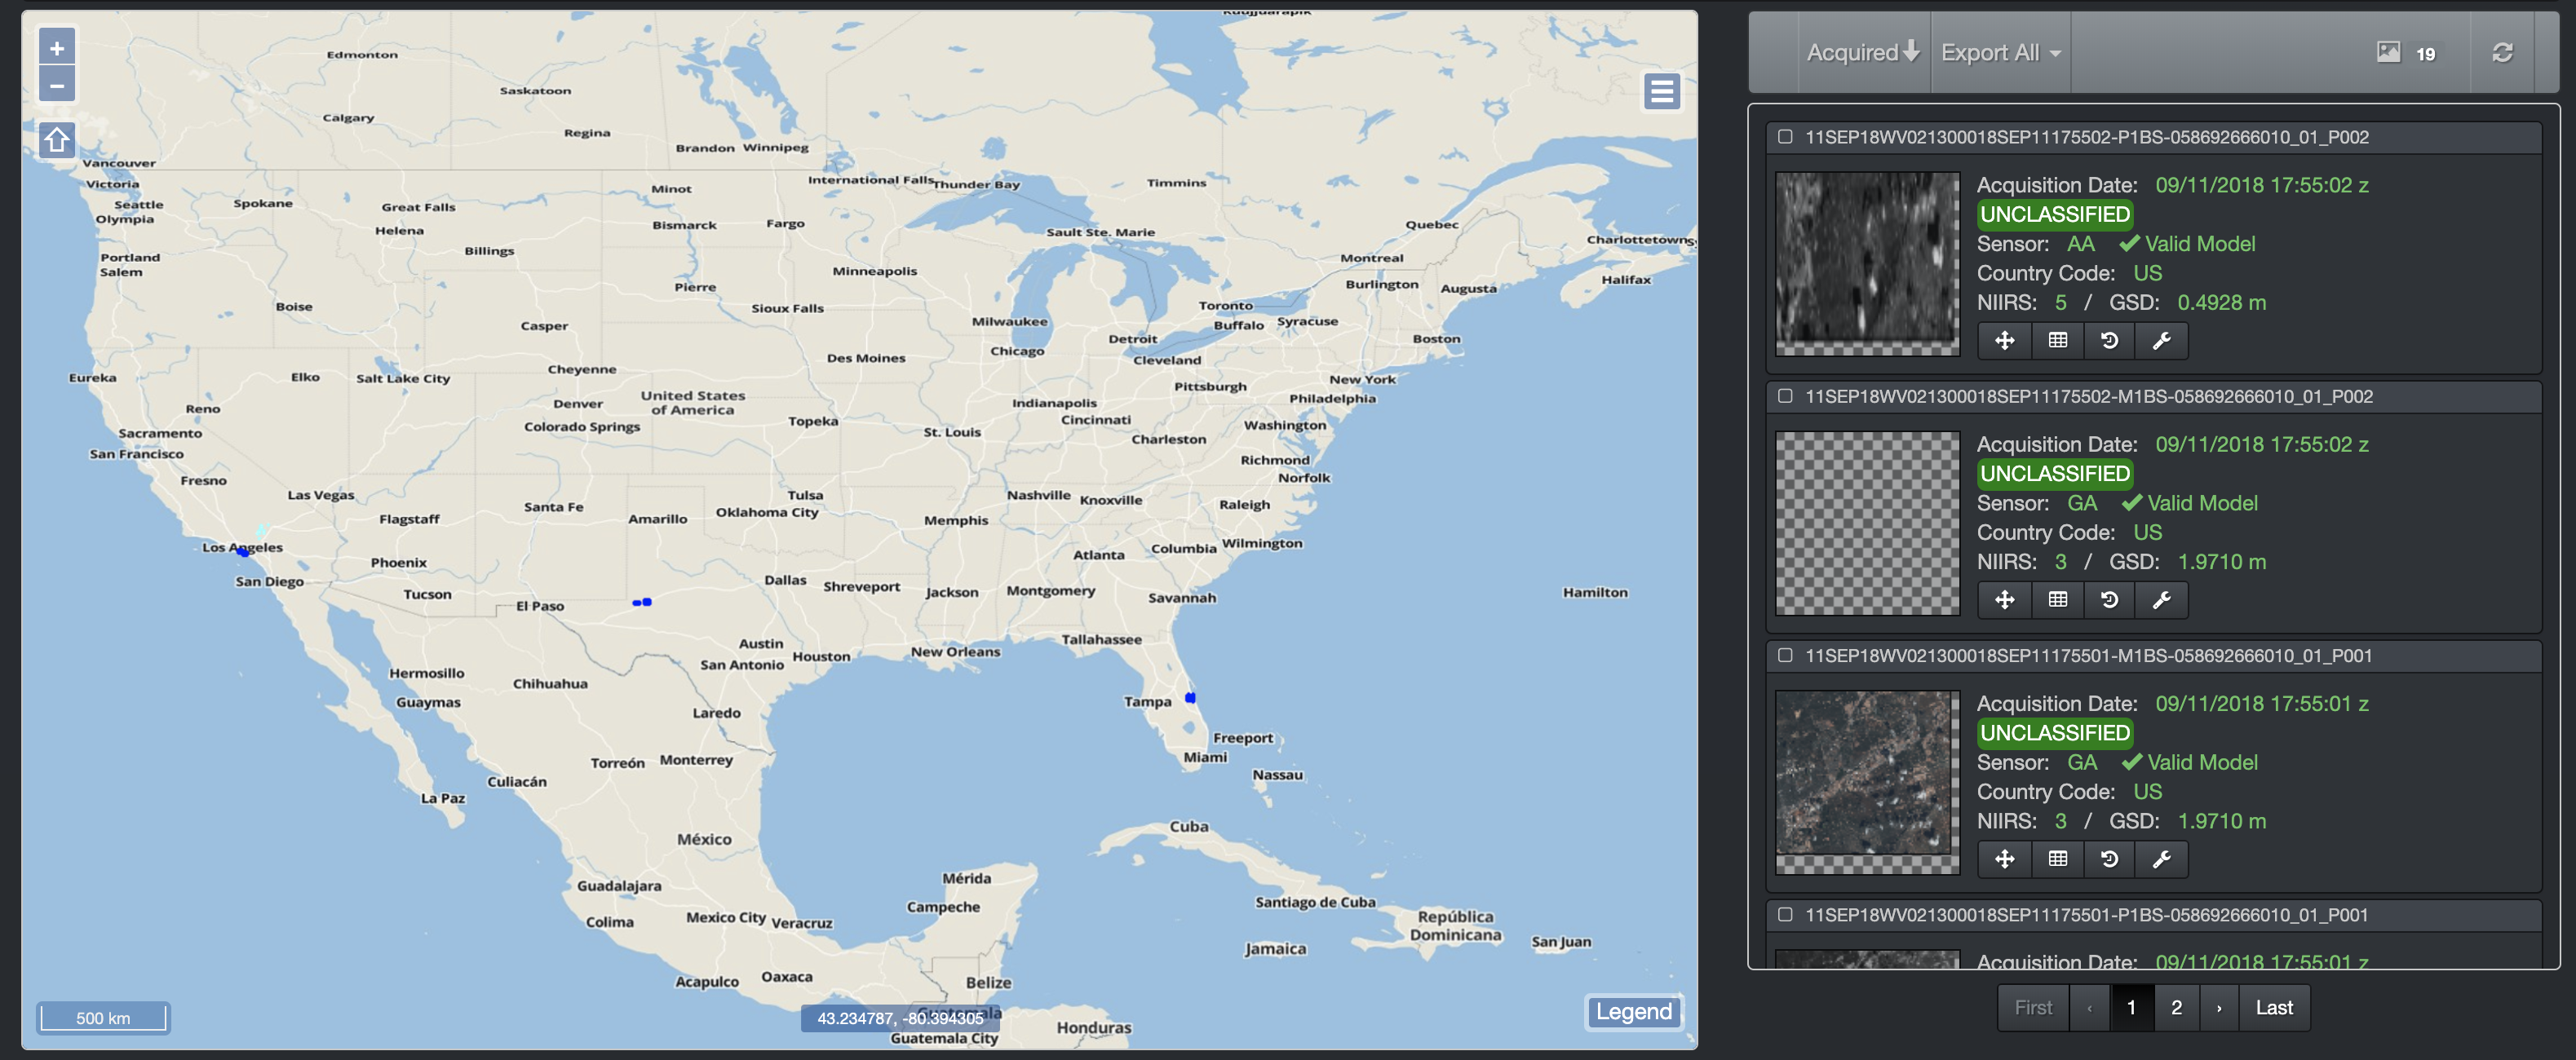 Kuujjuarapik
Edmonton
Saskatoon
Calgary
Regina
Brandon Winnipeg
Vancouver
Victoria
International Falls
Thunder Bay
Timmins
Minot
Seattle
Olympia
Spokane
Great Falls
Bismarck
Fargo
Helena
Quebec
Sault Ste. Marie
Charlottetown
Billings
Portland
Salem
Minneapolis
Montreal
Halifax
Burlington
Augusta
Pierre
Boise
Sioux Falls
Toronto
Casper
Milwaukee
Buffalo
Syracuse
Detroit
Boston
Chicago
Des Moines
Cleveland
Cheyenne
Eureka
Elko
Salt Lake City
New York
Pittsburgh
United States
of America
Denver
Indianapolis
Philadelphia
Reno
Topeka
Cincinnati
Colorado Springs
Washington
Sacramento
St. Louis
Charleston
San Francisco
Richmond
Norfolk
Fresno
Las Vegas
Tulsa
Nashville
Knoxville
Santa Fe
Raleigh
Flagstaff
Amarillo
Oklahoma City
Memphis
Los Angeles
Columbia
Wilmington
Atlanta
Phoenix
San Diego
Dallas
Shreveport
Jackson
Montgomery
Tucson
El Paso
Savannah
Hamilton
Tallahassee
Austin
Houston
New Orleans
San Antonio
Hermosillo
Chihuahua
Guaymas
Tampa
Laredo
Freeport
Miami
Torreón
Monterrey
Nassau
Culiacán
La Paz
Cuba
México
Mérida
Guadalajara
Campeche
Santiago de Cuba
Colima
Mexico City
Veracruz
República
Dominicana
Jamaica
San Juan
Acapulco
Oaxaca
Belize
Guatemala
Honduras
Guatemala City
500 km
43.234787, -80.394305
Legend
Acquired
Export All
19
11SEP18WV021300018SEP11175502-P1BS-058692666010_01_P002
Acquisition Date: 09/11/2018 17:55:02 z
UNCLASSIFIED
Sensor: AA Valid Model
Country Code: US
NIIRS: 5 / GSD: 0.4928 m
11SEP18WV021300018SEP11175502-M1BS-058692666010_01_P002
Acquisition Date: 09/11/2018 17:55:02 z
UNCLASSIFIED
Sensor: GA Valid Model
Country Code: US
NIIRS: 3 / GSD: 1.9710 m
11SEP18WV021300018SEP11175501-M1BS-058692666010_01_P001
Acquisition Date: 09/11/2018 17:55:01 z
UNCLASSIFIED
Sensor: GA Valid Model
Country Code: US
NIIRS: 3 / GSD: 1.9710 m
11SEP18WV021300018SEP11175501-P1BS-058692666010_01_P001
Acquisition Date: 09/11/2018 17:55:01 z
First ‹ 1 2 › Last